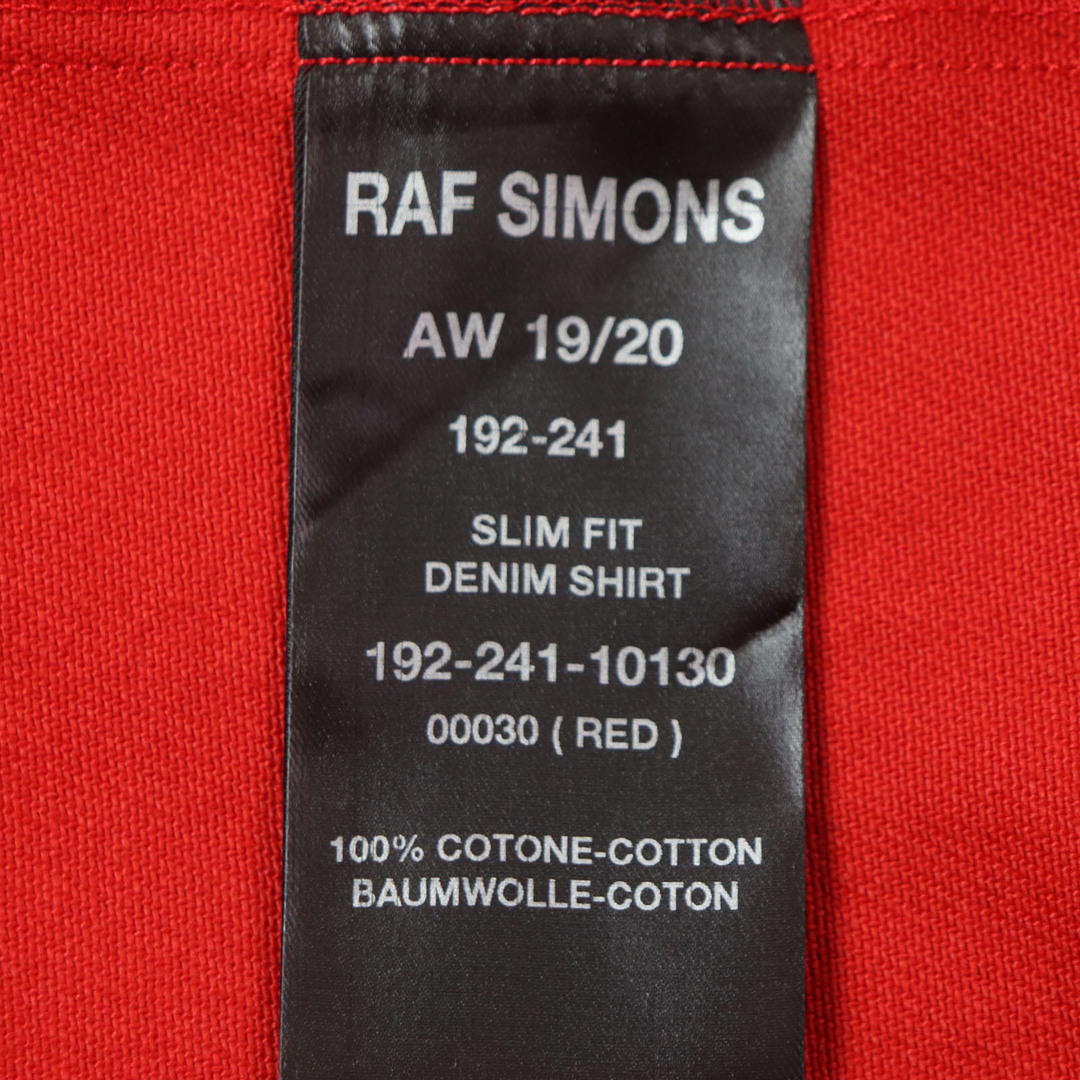 RAF SIMONS
AW 19/20
192-241
SLIM FIT
DENIM SHIRT
192-241-10130
00030 ( RED )
100% COTONE-COTTON
BAUMWOLLE-COTON